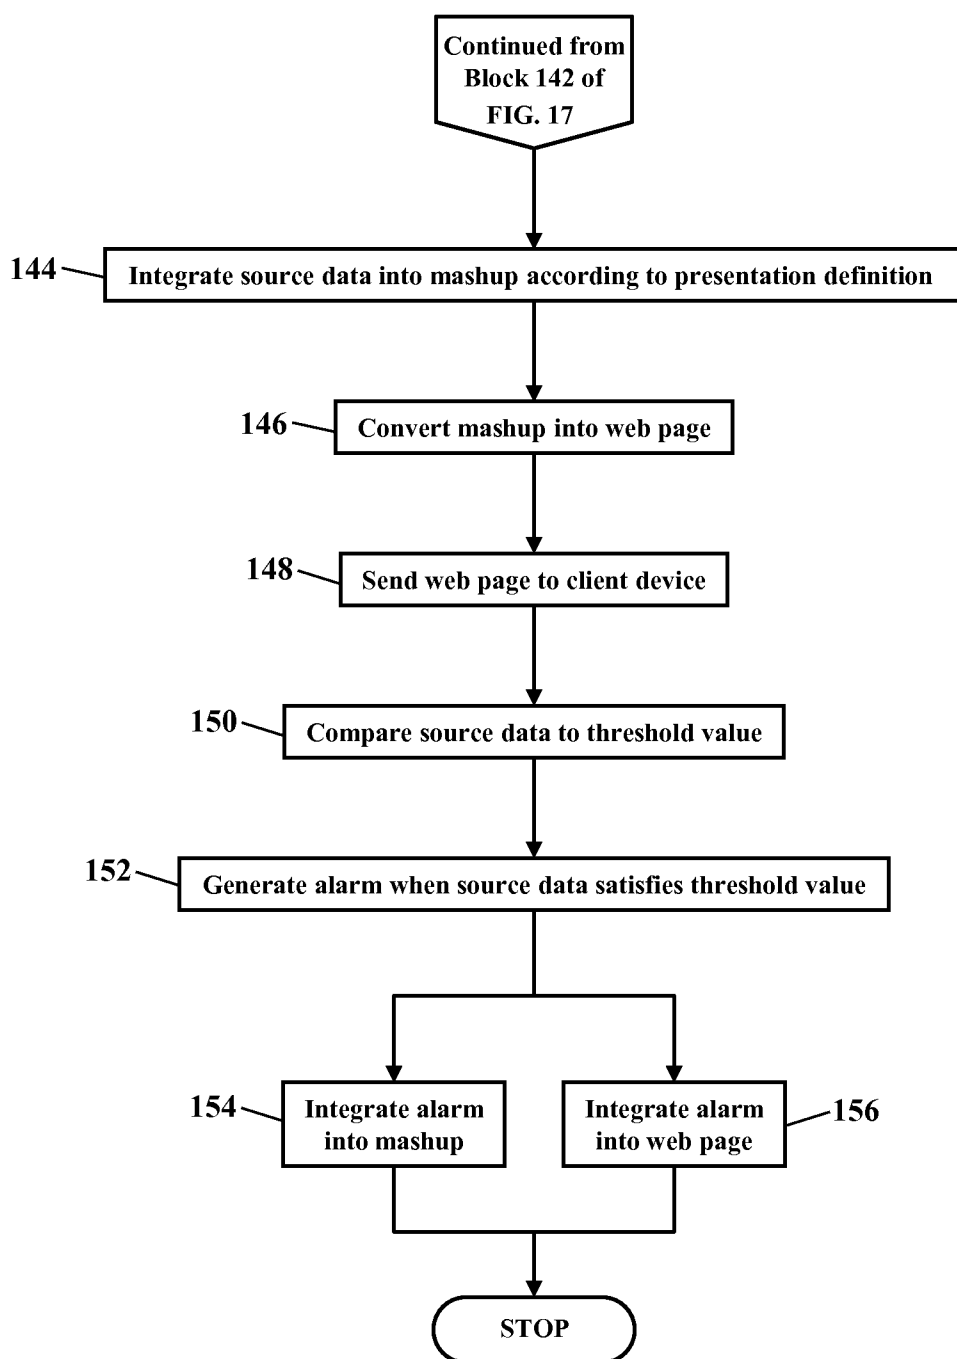 Continued from
Block 142 of
FIG. 17
144
Integrate source data into mashup according to presentation definition
146
Convert mashup into web page
148
Send web page to client device
150
Compare source data to threshold value
152
Generate alarm when source data satisfies threshold value
154
Integrate alarm
into mashup
Integrate alarm
into web page
156
STOP